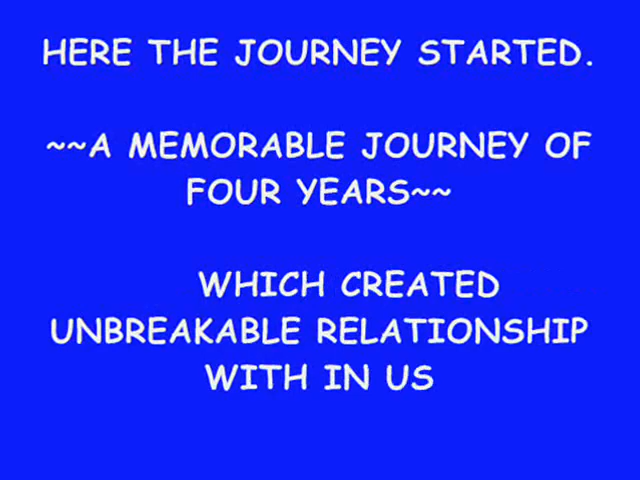 HERE THE JOURNEY STARTED.
~~A MEMORABLE JOURNEY OF
FOUR YEARS~~
WHICH CREATED
UNBREAKABLE RELATIONSHIP
WITH IN US